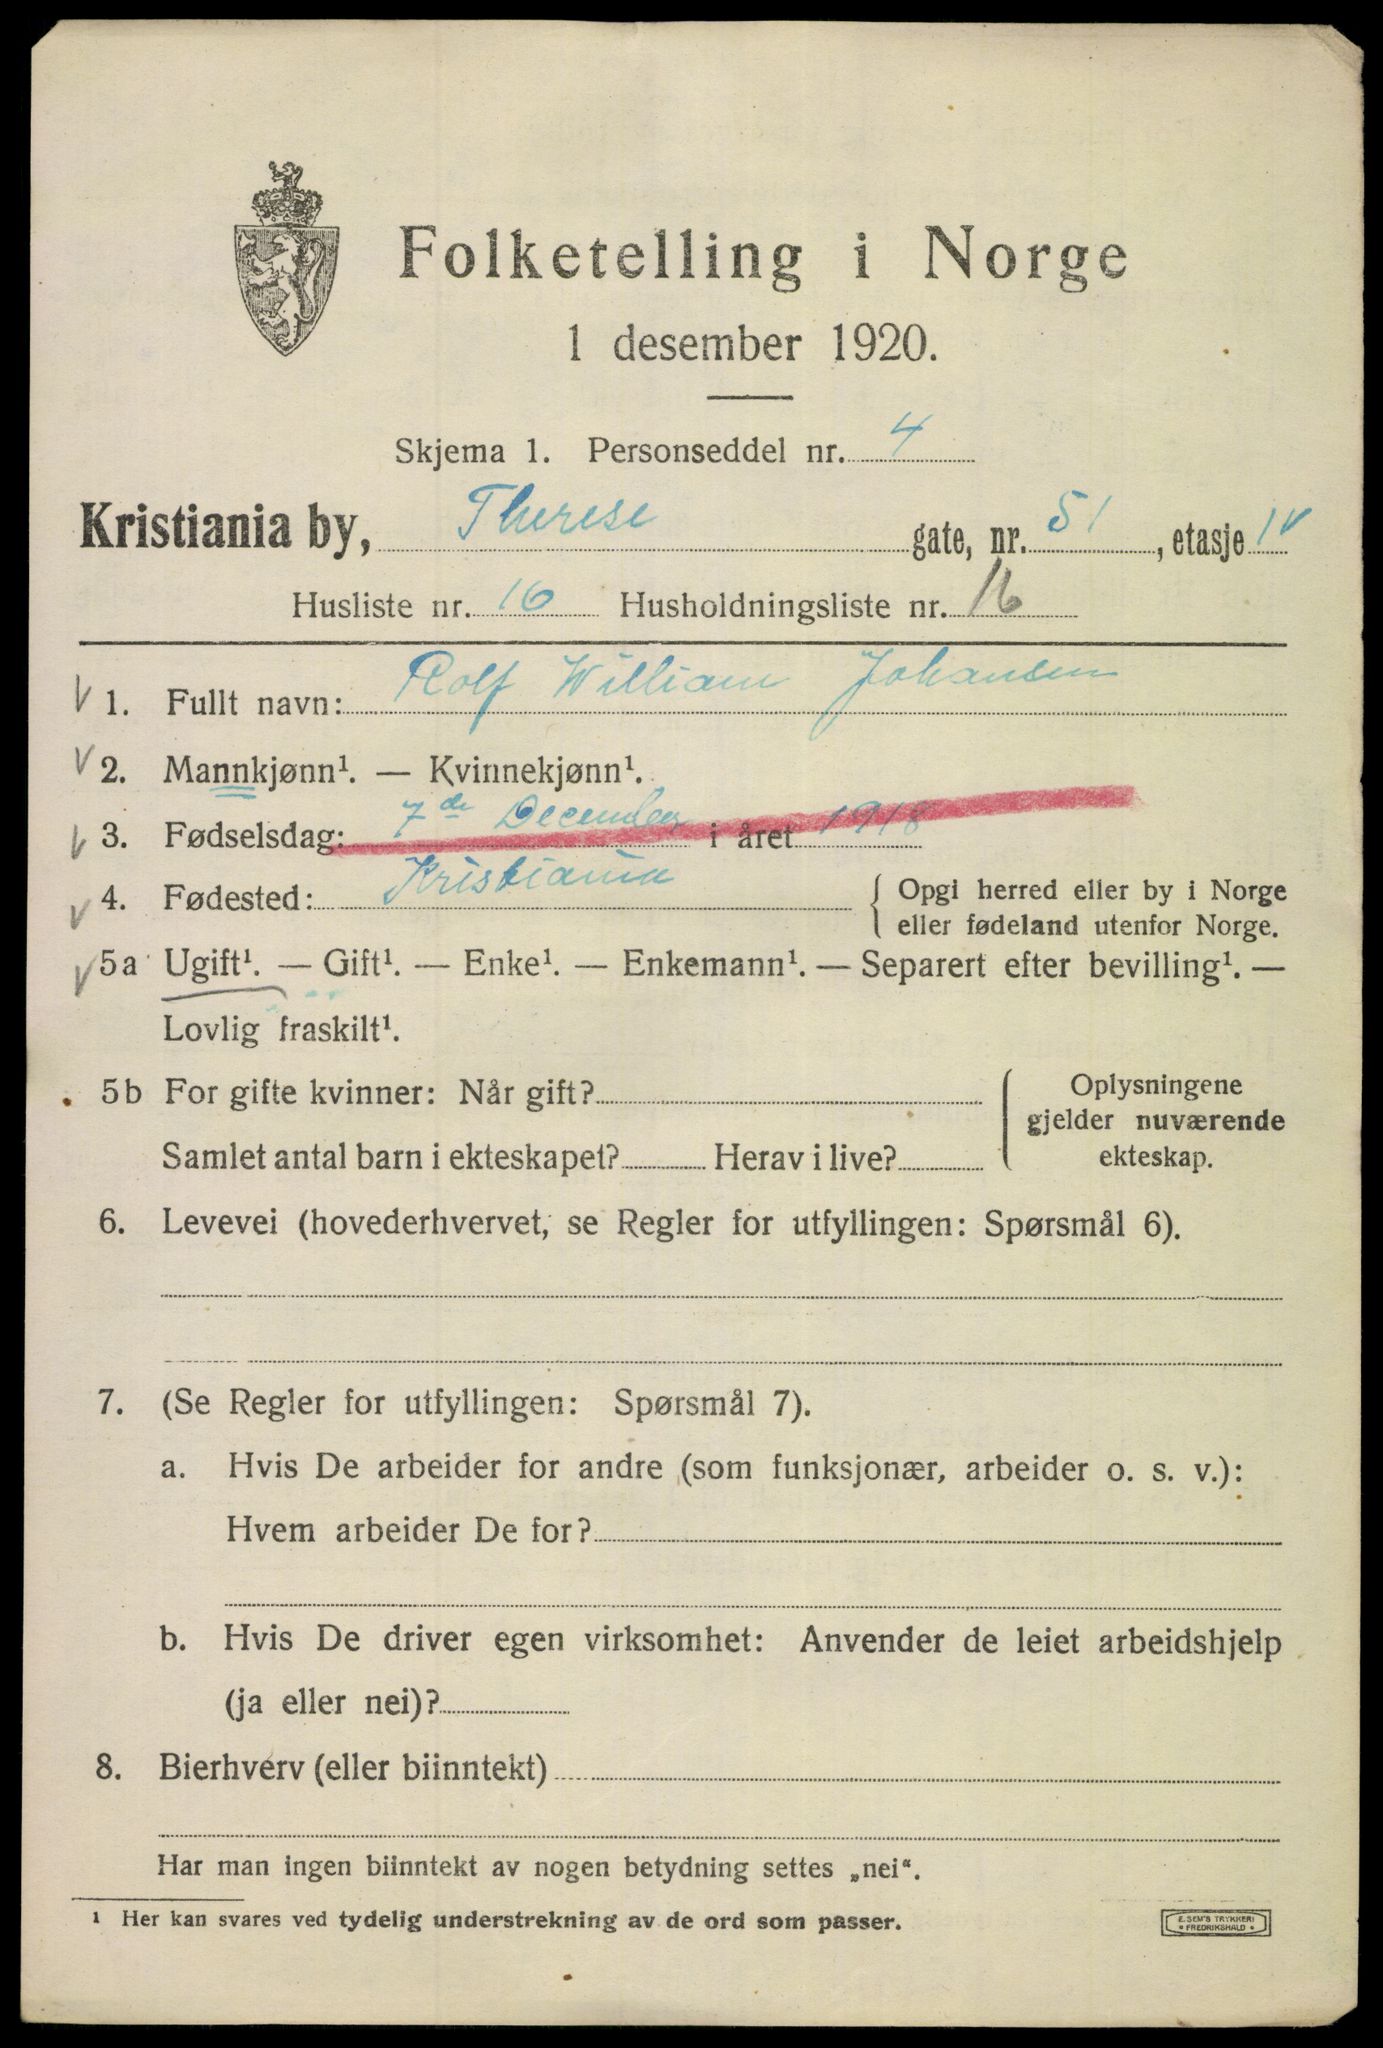 Folketelling i Norge
1 desember 1920.
Skjema 1. Personseddel nr. 4
Kristiania by, Therese gate, nr. 51, etasje IV
Husliste nr. 16 Husholdningsliste nr. 16
1. Fullt navn: Rolf William Johansen
2. Mannkjønn¹. — Kvinnekjønn¹.
3. Fødselsdag: 7de December i året 1918
4. Fødested: Kristiania { Opgi herred eller by i Norge
eller fødeland utenfor Norge.
5a Ugift¹. — Gift¹. — Enke¹. — Enkemann¹. — Separert efter bevilling¹. —
Lovlig fraskilt¹.
5b For gifte kvinner: Når gift?
Samlet antal barn i ekteskapet? Herav i live?
{ Oplysningene
gjelder nuværende
ekteskap.
6. Levevei (hovederhvervet, se Regler for utfyllingen: Spørsmål 6).
7. (Se Regler for utfyllingen: Spørsmål 7).
a. Hvis De arbeider for andre (som funksjonær, arbeider o. s. v.):
Hvem arbeider De for?
b. Hvis De driver egen virksomhet: Anvender de leiet arbeidshjelp
(ja eller nei)?
8. Bierhverv (eller biinntekt)
Har man ingen biinntekt av nogen betydning settes „nei“.
¹ Her kan svares ved tydelig understrekning av de ord som passer.
E. SEM'S TRYKKERI
• FREDRIKSHALD •